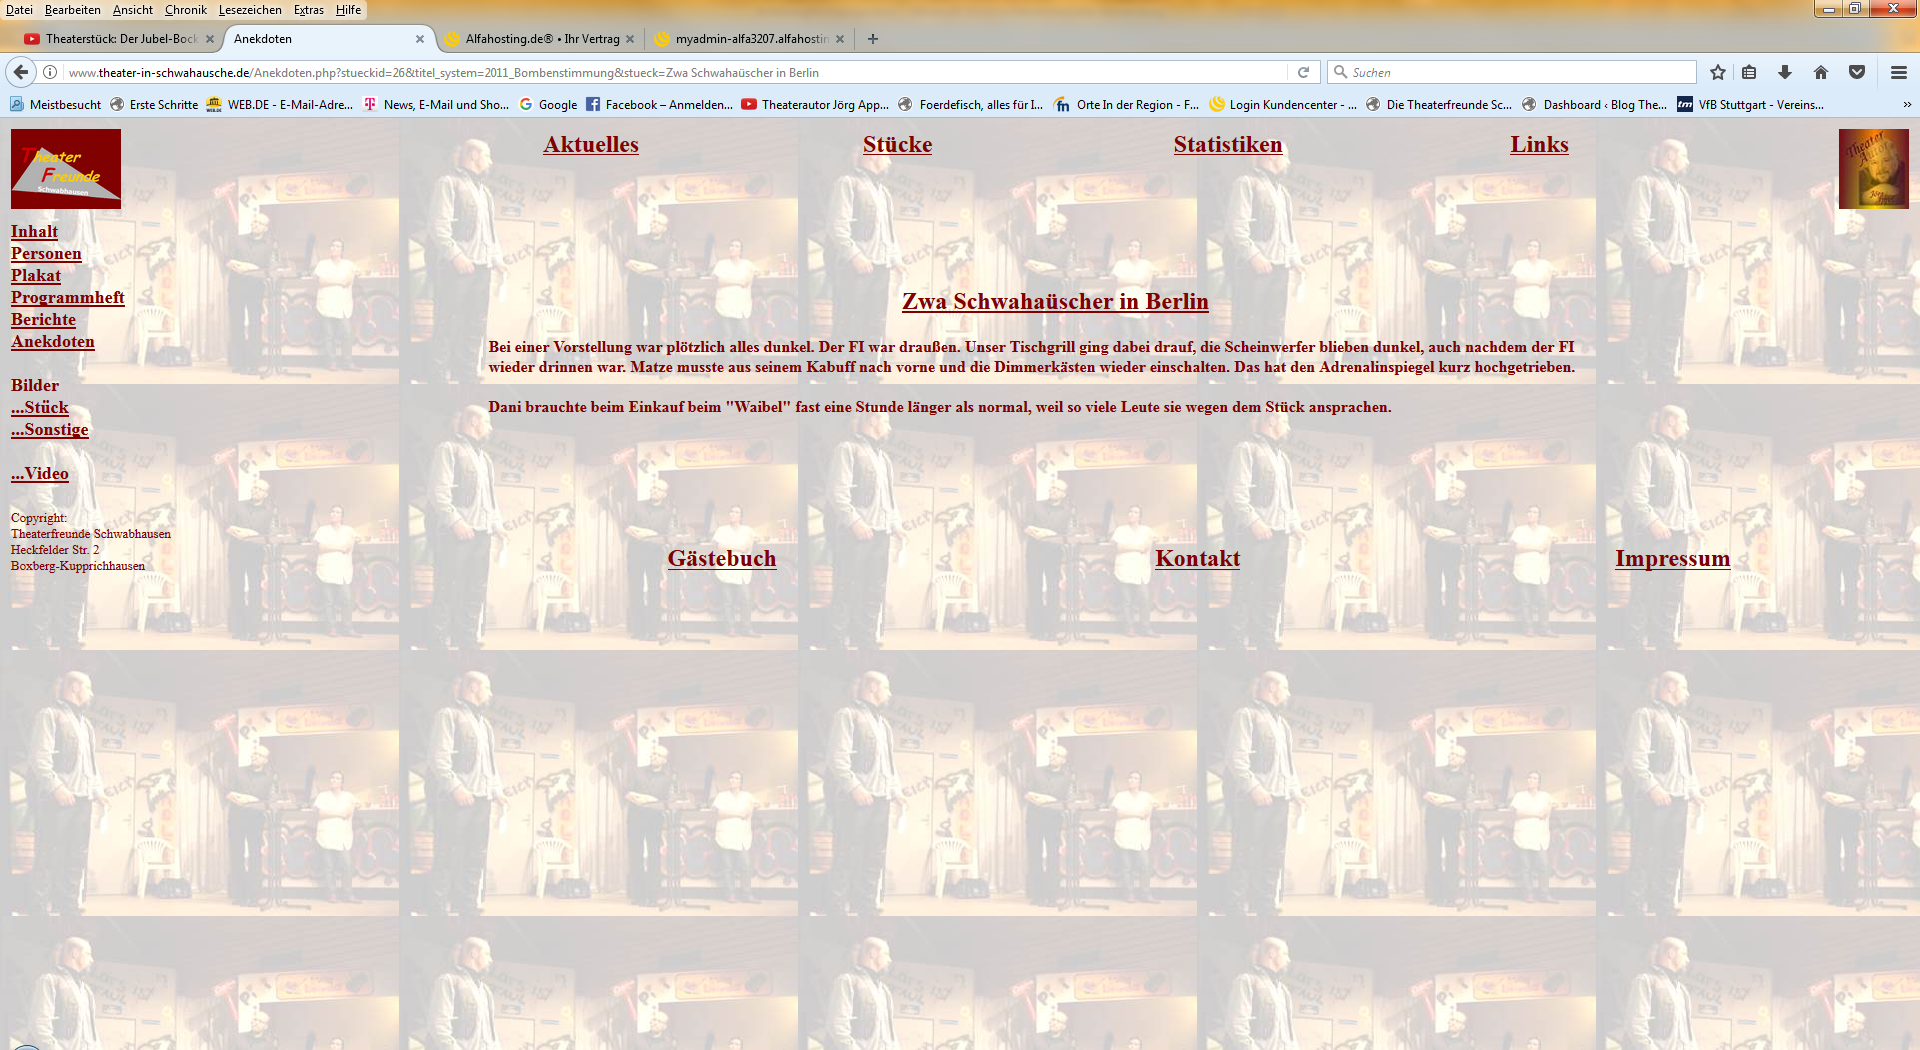 Datei Bearbeiten Ansicht Chronik Lesezeichen Extras Hilfe
Theaterstück: Der Jubel-Bock
Anekdoten
Alfahosting.de® • Ihr Vertrag
myadmin-alfa3207.alfahostin
www.theater-in-schwahausche.de/Anekdoten.php?stueckid=26&titel_system=2011_Bombenstimmung&stueck=Zwa Schwahaüscher in Berlin
Suchen
Meistbesucht Erste Schritte WEB.DE - E-Mail-Adre... News, E-Mail und Sho... Google Facebook – Anmelden... Theaterautor Jörg App... Foerdefisch, alles für I... Orte In der Region - F... Login Kundencenter - ... Die Theaterfreunde Sc... Dashboard ‹ Blog The... VfB Stuttgart - Vereins... »
Theater
Freunde
Schwabhausen
Aktuelles Stücke Statistiken Links
Theater
Autor
Inhalt
Personen
Plakat
Programmheft
Berichte
Anekdoten
Bilder
...Stück
...Sonstige
...Video
Copyright:
Theaterfreunde Schwabhausen
Heckfelder Str. 2
Boxberg-Kupprichhausen
Zwa Schwahaüscher in Berlin
Bei einer Vorstellung war plötzlich alles dunkel. Der FI war draußen. Unser Tischgrill ging dabei drauf, die Scheinwerfer blieben dunkel, auch nachdem der FI
wieder drinnen war. Matze musste aus seinem Kabuff nach vorne und die Dimmerkästen wieder einschalten. Das hat den Adrenalinspiegel kurz hochgetrieben.
Dani brauchte beim Einkauf beim "Waibel" fast eine Stunde länger als normal, weil so viele Leute sie wegen dem Stück ansprachen.
Gästebuch Kontakt Impressum